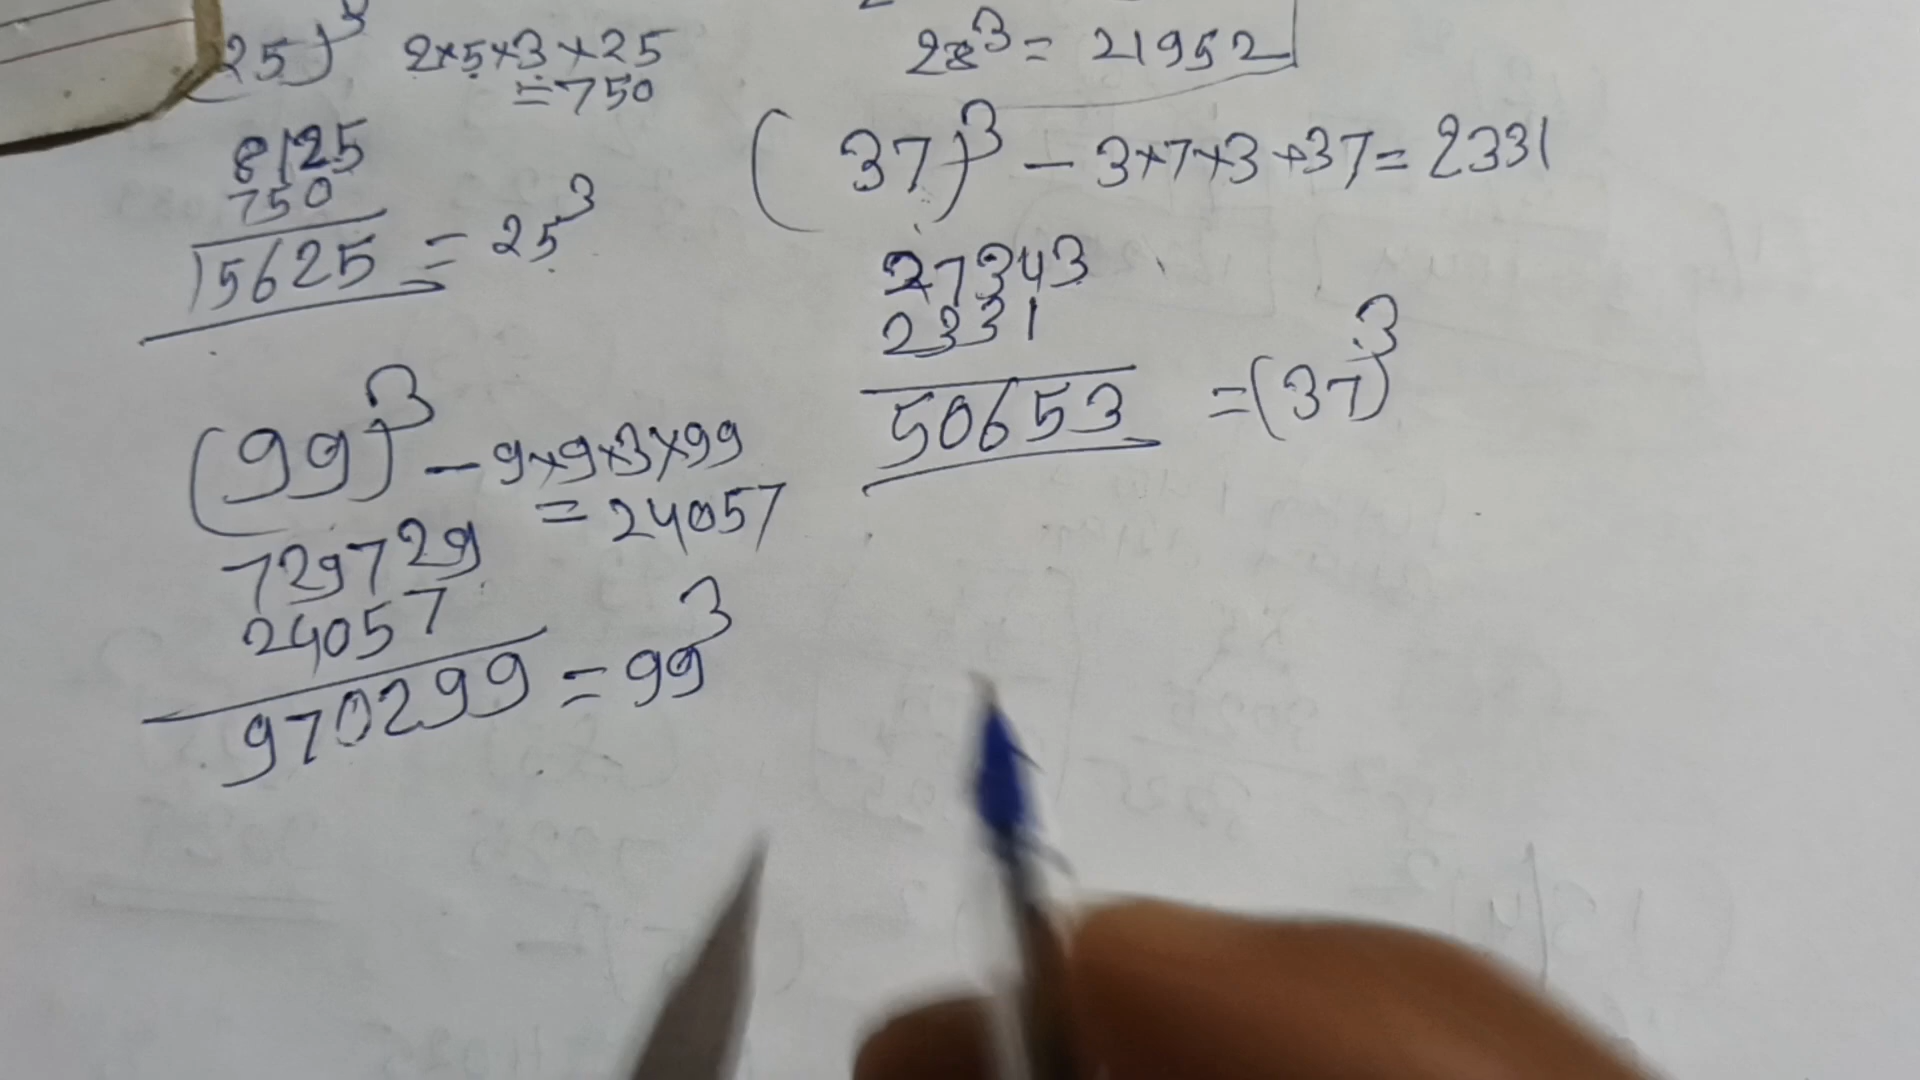 25)³ 2×5×3×25
=750
8125
750
15625 = 25³
28³ = 21952
(37)³ - 3×7×3×37= 2331
27343
2331
50653 =(37)³
(99)³ - 9×9×3×99
= 24057
729729
24057
970299 = 99³